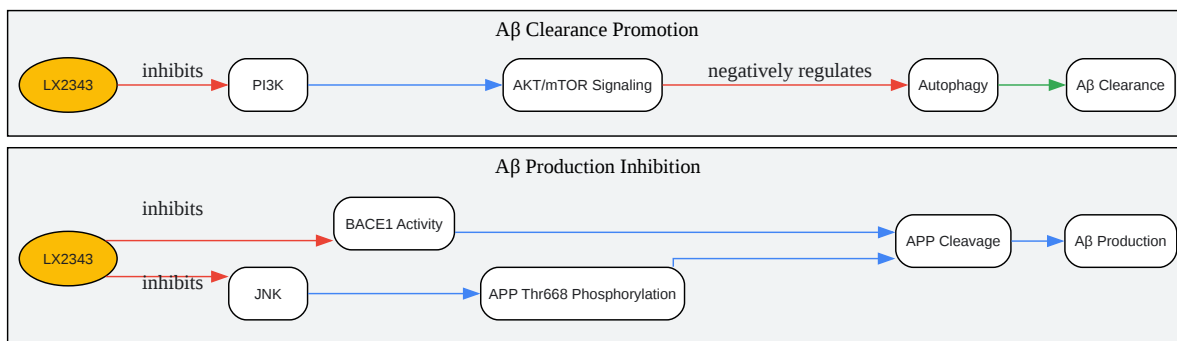 Aβ Clearance Promotion
LX2343
inhibits
PI3K
AKT/mTOR Signaling
negatively regulates
Autophagy
Aβ Clearance
Aβ Production Inhibition
LX2343
inhibits
BACE1 Activity
inhibits
JNK
APP Thr668 Phosphorylation
APP Cleavage
Aβ Production